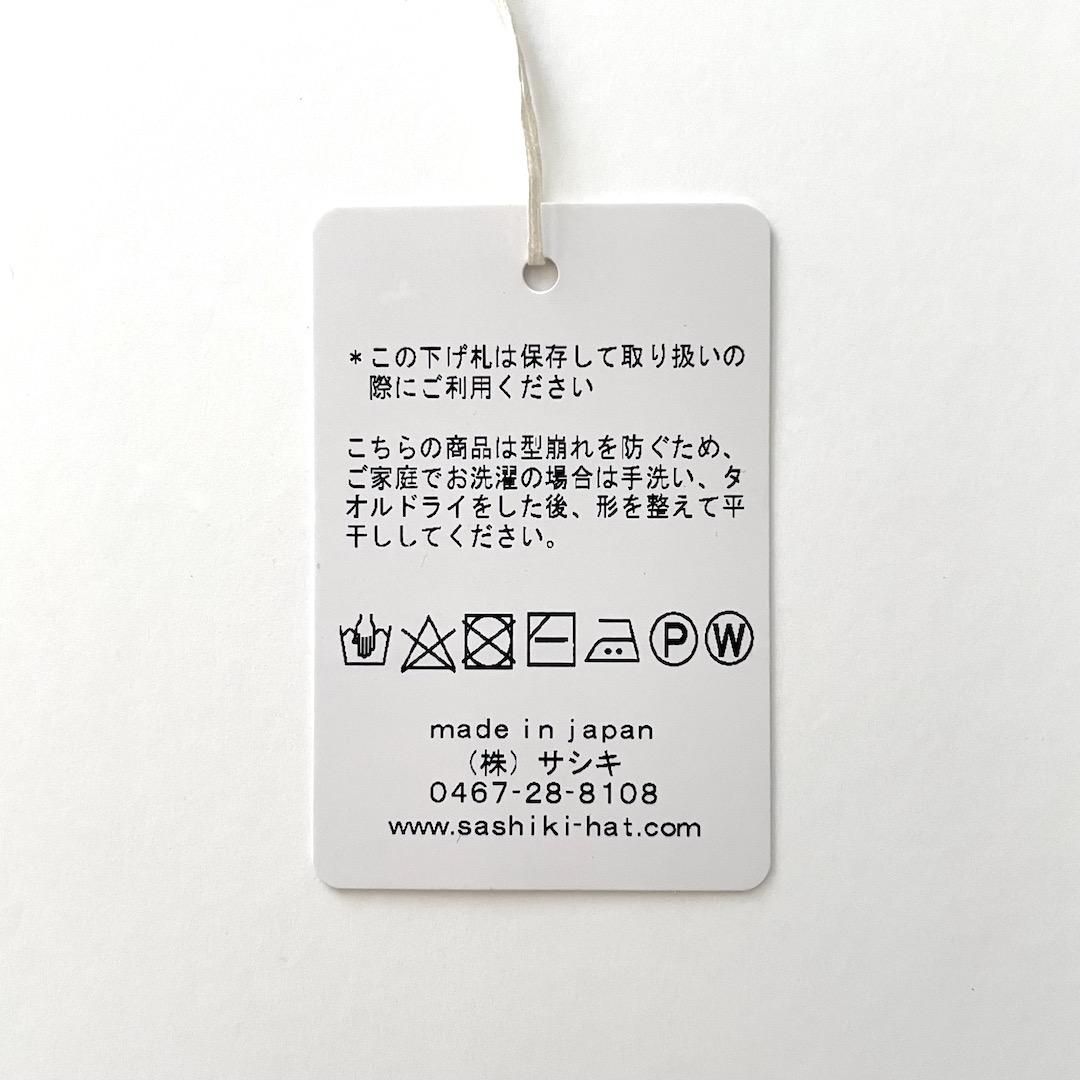 *この下げ札は保存して取り扱いの
際にご利用ください
こちらの商品は型崩れを防ぐため、
ご家庭でお洗濯の場合は手洗い、タ
オルドライをした後、形を整えて平
干ししてください。
P W
made in japan
（株）サシキ
0467-28-8108
www.sashiki-hat.com